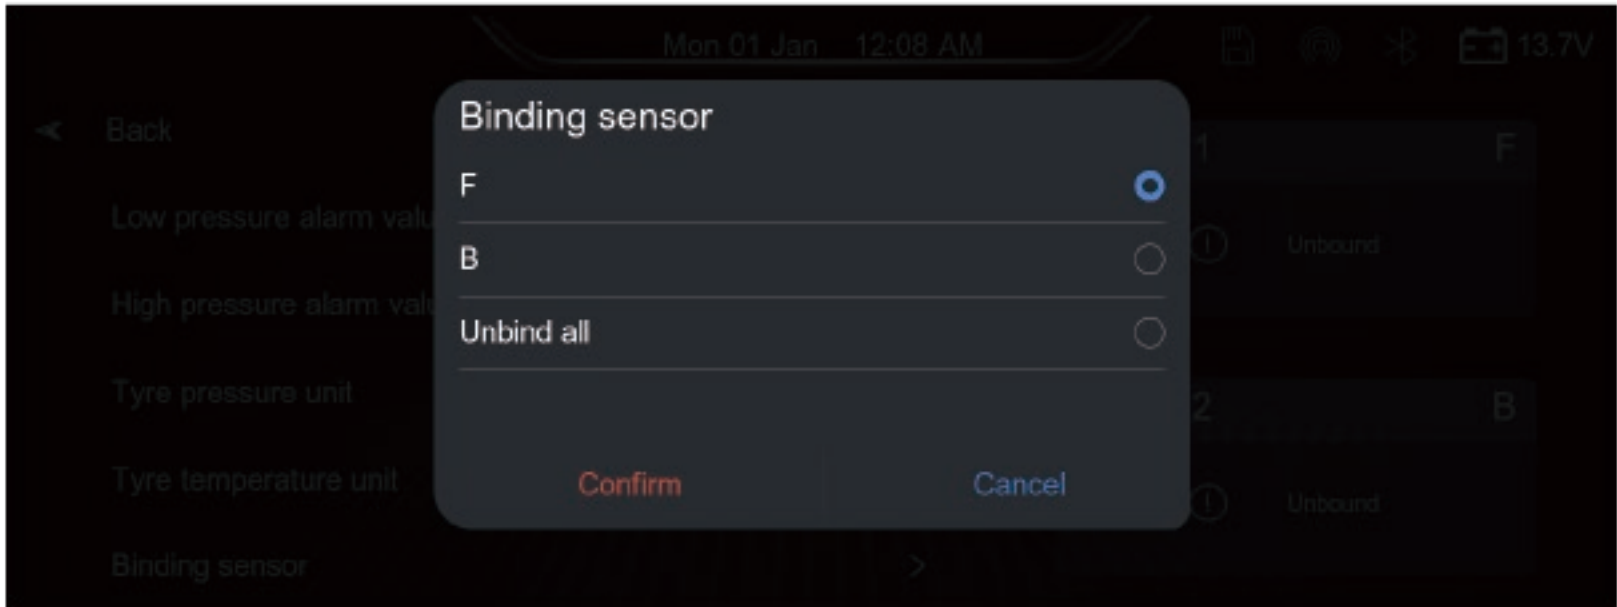 Mon 01 Jan 12:08 AM
13.7V
Binding sensor
Back
F
B
Unbind all
Confirm
Cancel
Low pressure alarm valu
High pressure alarm valu
Tyre pressure unit
Tyre temperature unit
Binding sensor
1 F
Unbound
2 B
Unbound